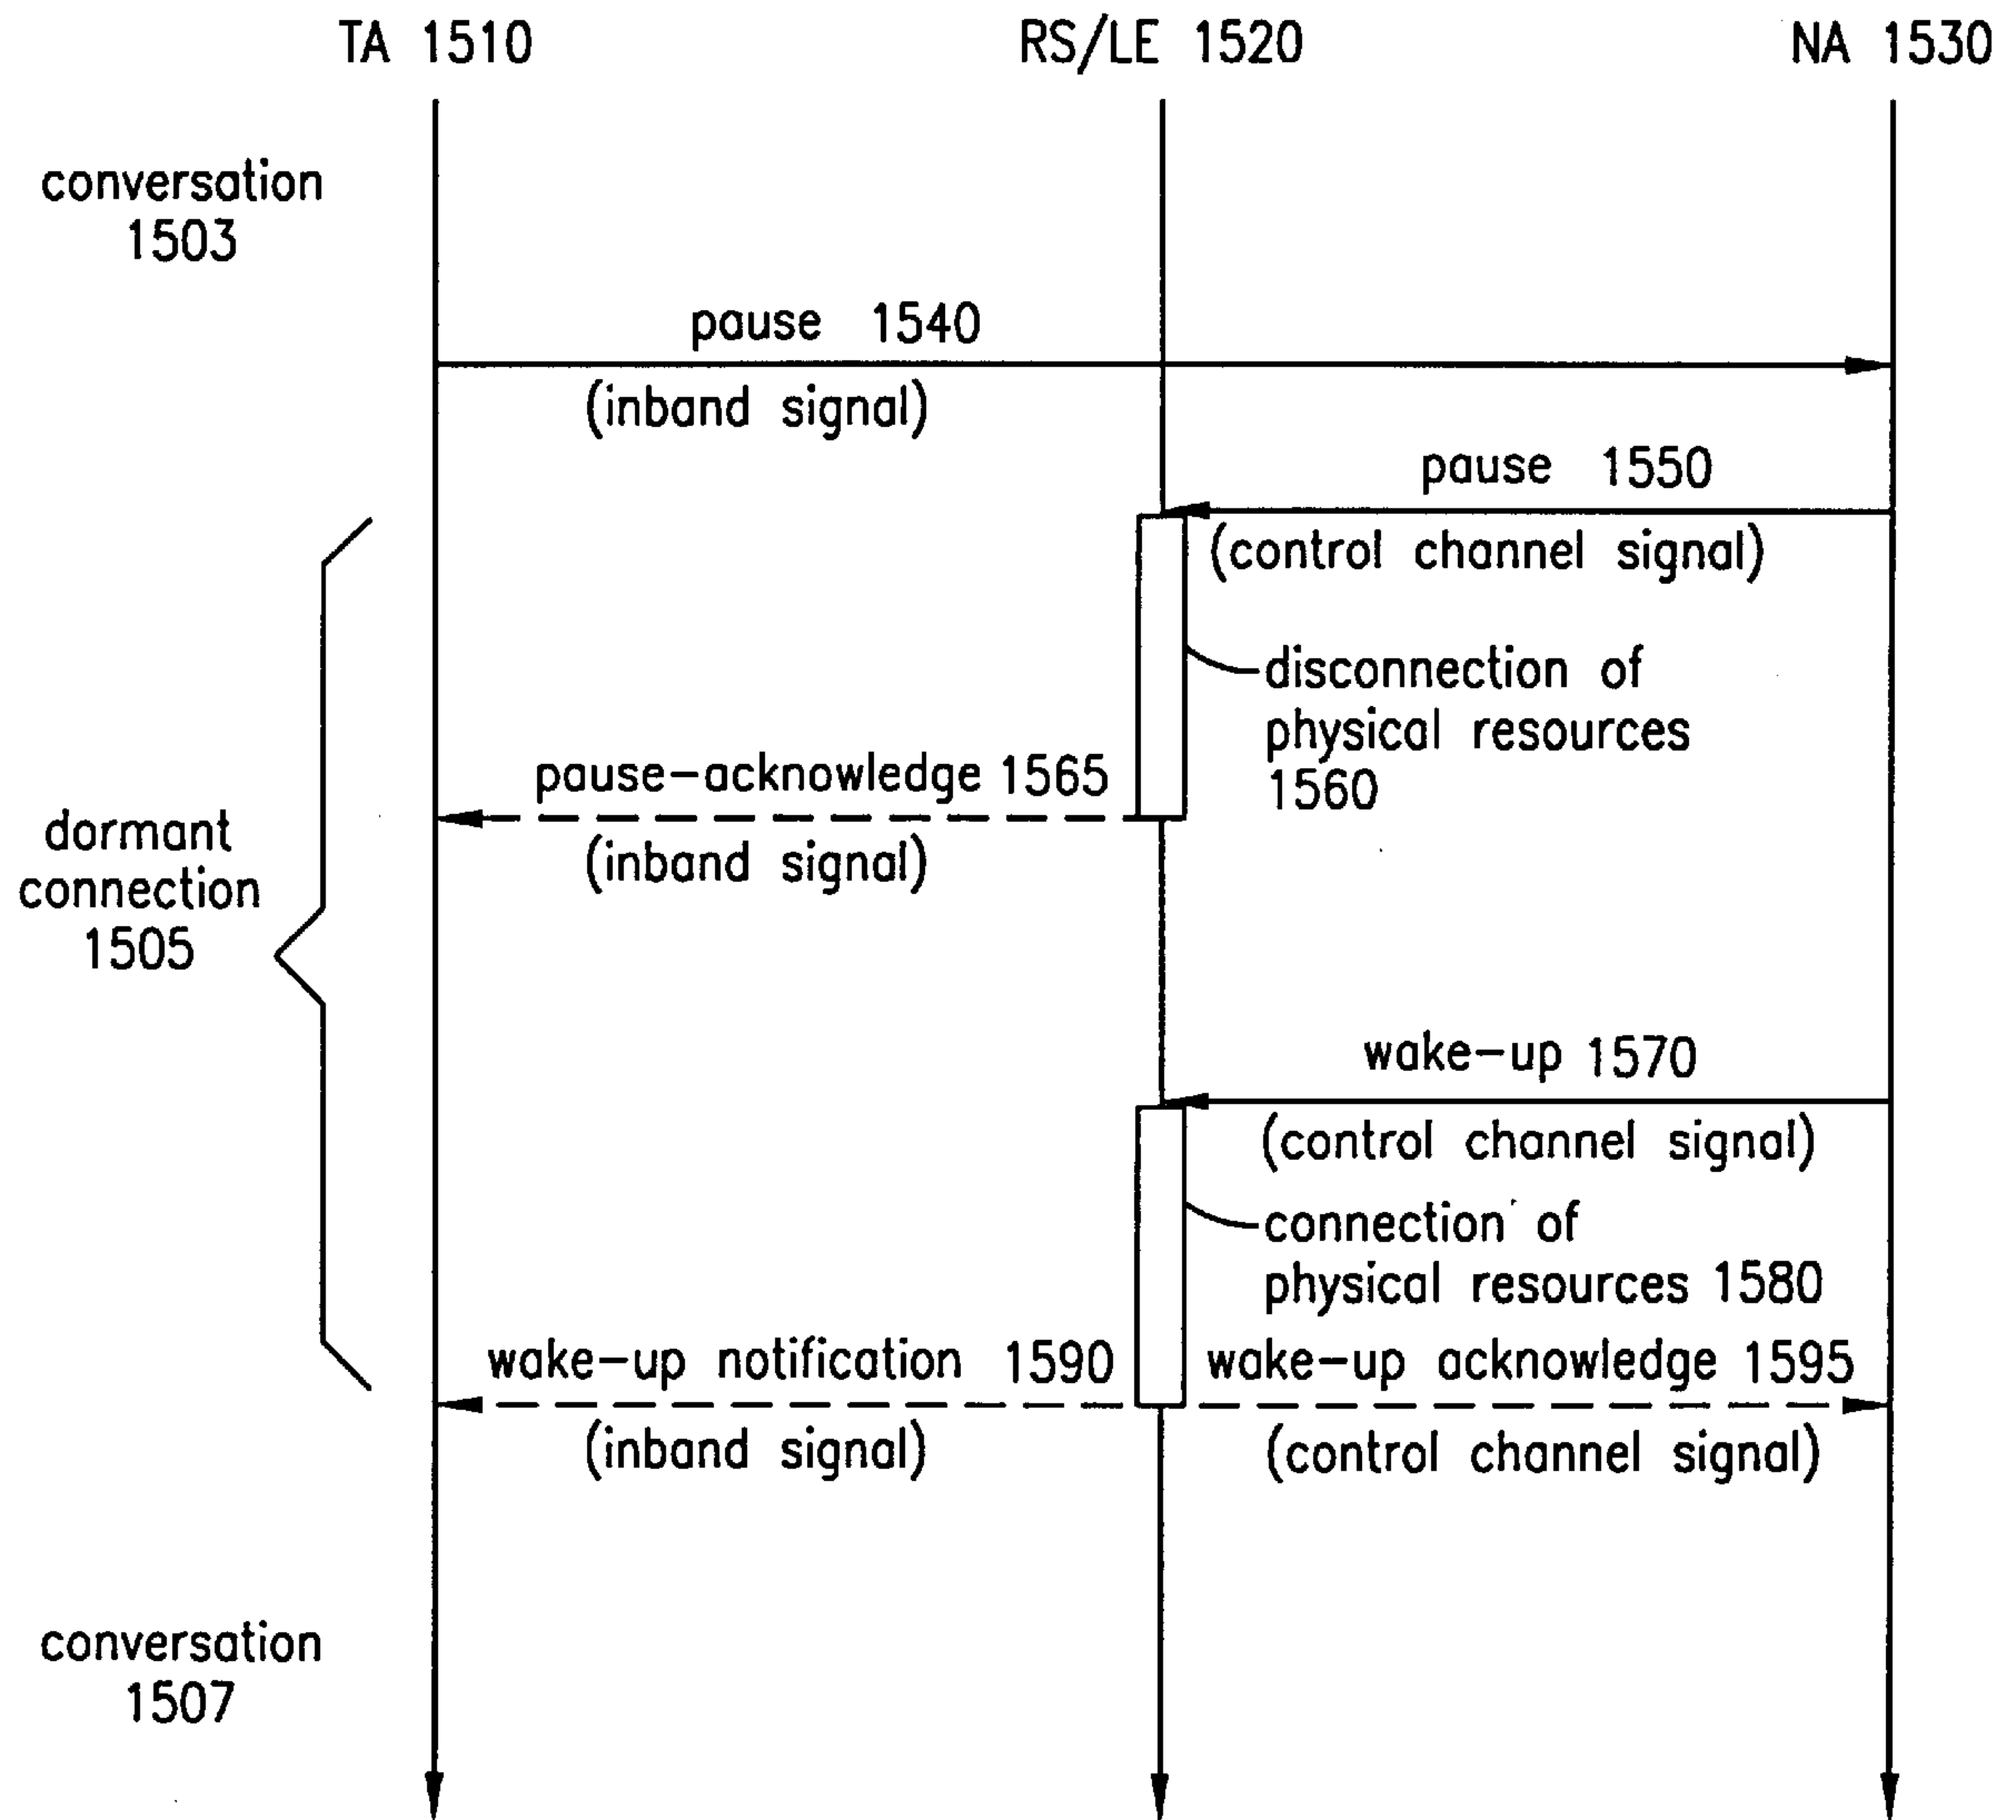 TA 1510
RS/LE 1520
NA 1530
conversation
1503
pause 1540
(inband signal)
pause 1550
(control channel signal)
disconnection of
physical resources
1560
pause-acknowledge 1565
(inband signal)
dormant
connection
1505
wake-up 1570
(control channel signal)
connection of
physical resources 1580
wake-up notification 1590
wake-up acknowledge 1595
(inband signal)
(control channel signal)
conversation
1507